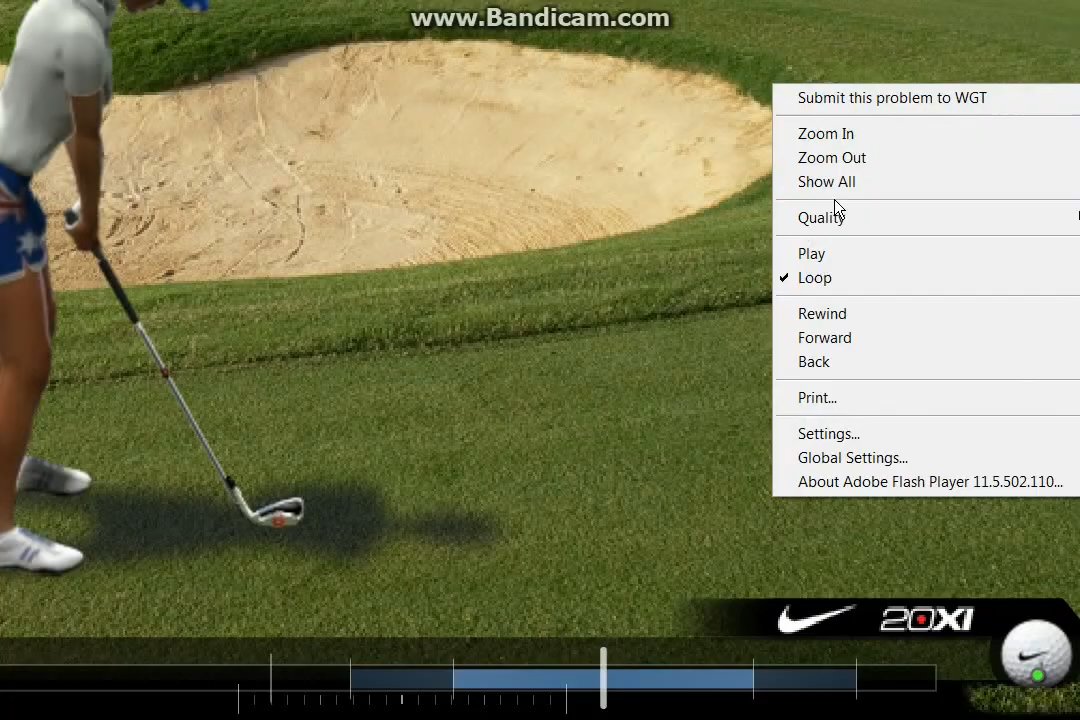 www.Bandicam.com
Submit this problem to WGT
Zoom In
Zoom Out
Show All
Quality
Play
Loop
Rewind
Forward
Back
Print...
Settings...
Global Settings...
About Adobe Flash Player 11.5.502.110...
20XI